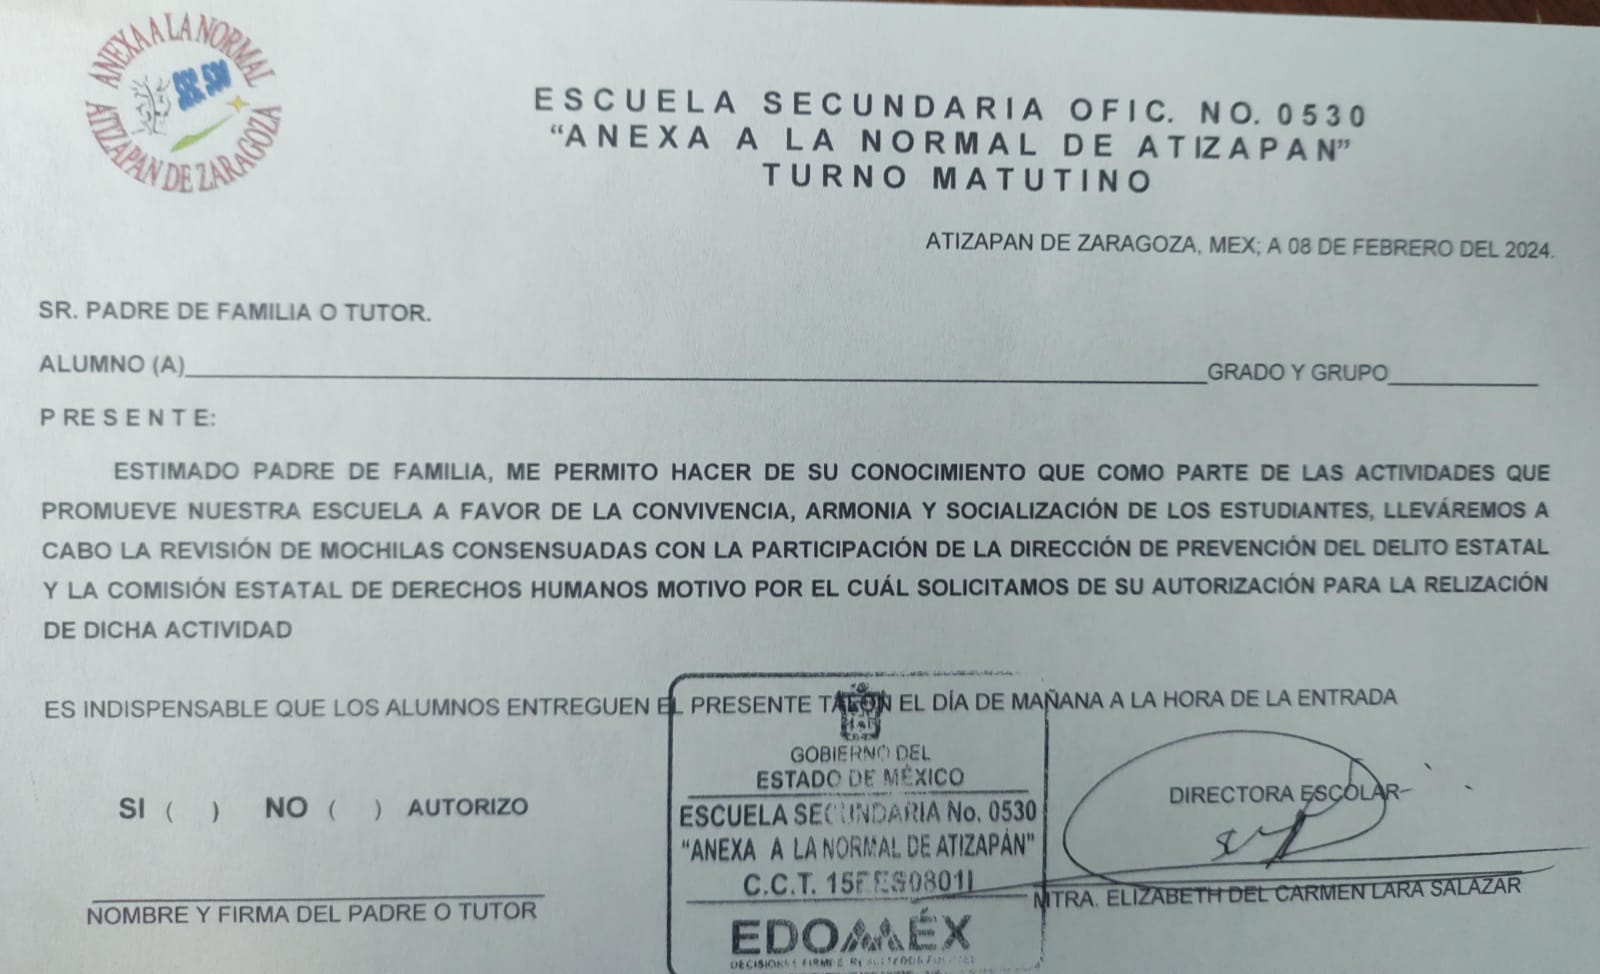 ANEXA A LA NORMAL
SEC 530
ATIZAPAN DE ZARAGOZA
ESCUELA SECUNDARIA OFIC. NO. 0530
“ANEXA A LA NORMAL DE ATIZAPAN”
TURNO MATUTINO
ATIZAPAN DE ZARAGOZA, MEX; A 08 DE FEBRERO DEL 2024.
SR. PADRE DE FAMILIA O TUTOR.
ALUMNO (A)____________________GRADO Y GRUPO__________
P R E S E N T E:
ESTIMADO PADRE DE FAMILIA, ME PERMITO HACER DE SU CONOCIMIENTO QUE COMO PARTE DE LAS ACTIVIDADES QUE
PROMUEVE NUESTRA ESCUELA A FAVOR DE LA CONVIVENCIA, ARMONIA Y SOCIALIZACIÓN DE LOS ESTUDIANTES, LLEVÁREMOS A
CABO LA REVISIÓN DE MOCHILAS CONSENSUADAS CON LA PARTICIPACIÓN DE LA DIRECCIÓN DE PREVENCIÓN DEL DELITO ESTATAL
Y LA COMISIÓN ESTATAL DE DERECHOS HUMANOS MOTIVO POR EL CUÁL SOLICITAMOS DE SU AUTORIZACIÓN PARA LA RELIZACIÓN
DE DICHA ACTIVIDAD
ES INDISPENSABLE QUE LOS ALUMNOS ENTREGUEN EL PRESENTE TALON EL DÍA DE MAÑANA A LA HORA DE LA ENTRADA
SI ( ) NO ( ) AUTORIZO
NOMBRE Y FIRMA DEL PADRE O TUTOR
GOBIERNO DEL
ESTADO DE MÉXICO
ESCUELA SECUNDARIA No. 0530
“ANEXA A LA NORMAL DE ATIZAPÁN”
C.C.T. 15EES0801I
EDOMÉX
DECISIONES FIRMES
DIRECTORA ESCOLAR
MTRA. ELIZABETH DEL CARMEN LARA SALAZAR